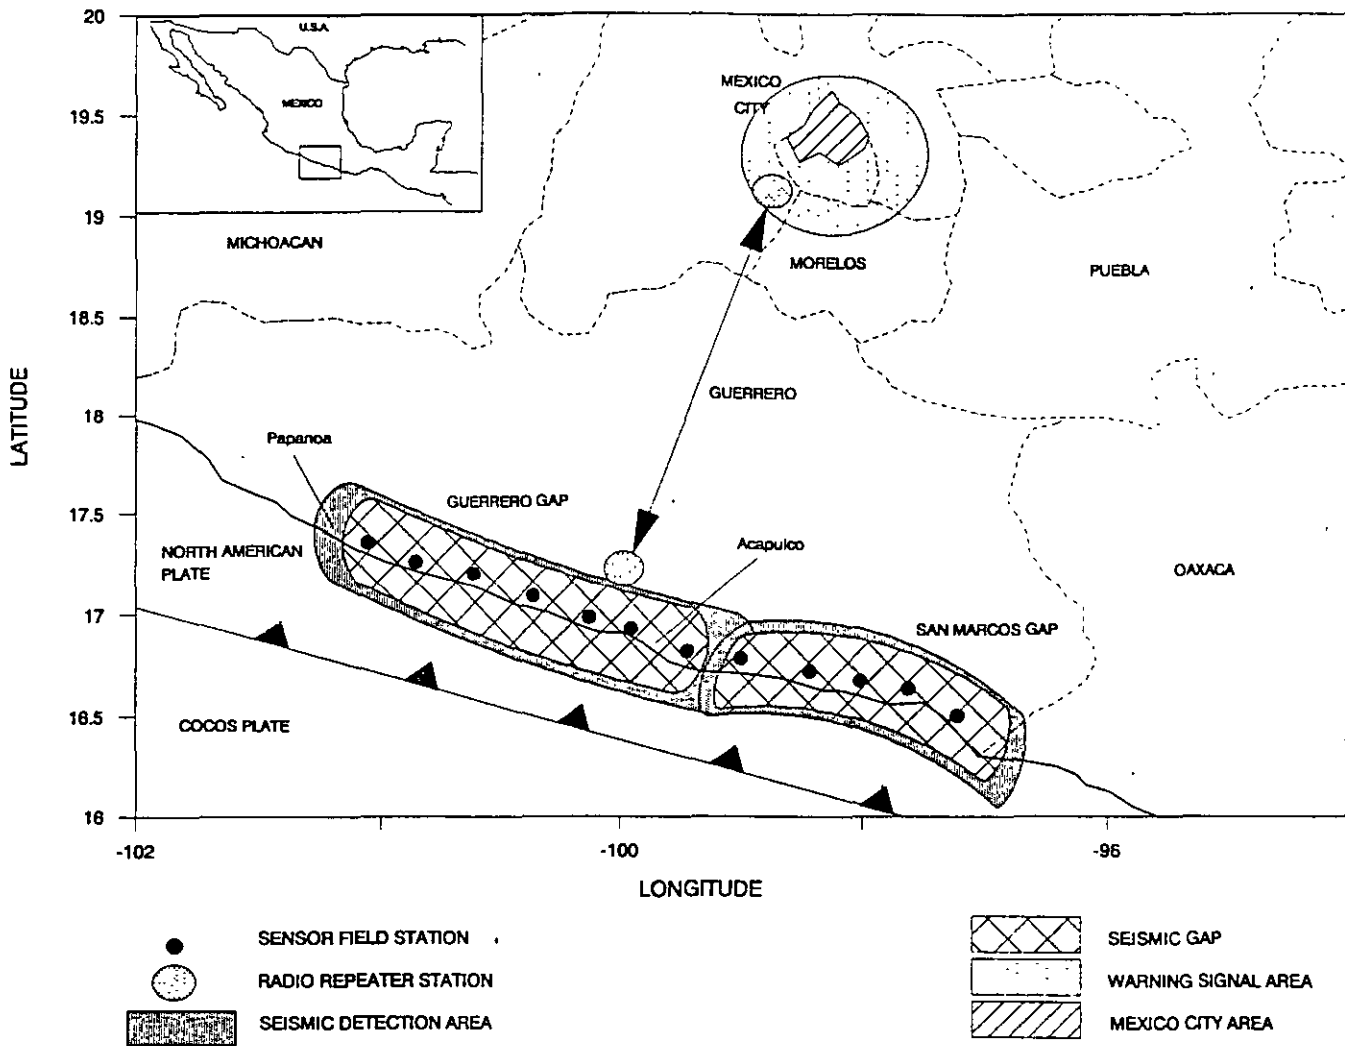 U.S.A.
MEXICO
20
19.5
19
18.5
18
17.5
17
16.5
16
LATITUDE
MEXICO
CITY
MICHOACAN
MORELOS
PUEBLA
GUERRERO
Papanoa
GUERRERO GAP
Acapulco
NORTH AMERICAN
PLATE
OAXACA
SAN MARCOS GAP
COCOS PLATE
-102
-100
-96
LONGITUDE
SENSOR FIELD STATION
RADIO REPEATER STATION
SEISMIC DETECTION AREA
SEISMIC GAP
WARNING SIGNAL AREA
MEXICO CITY AREA